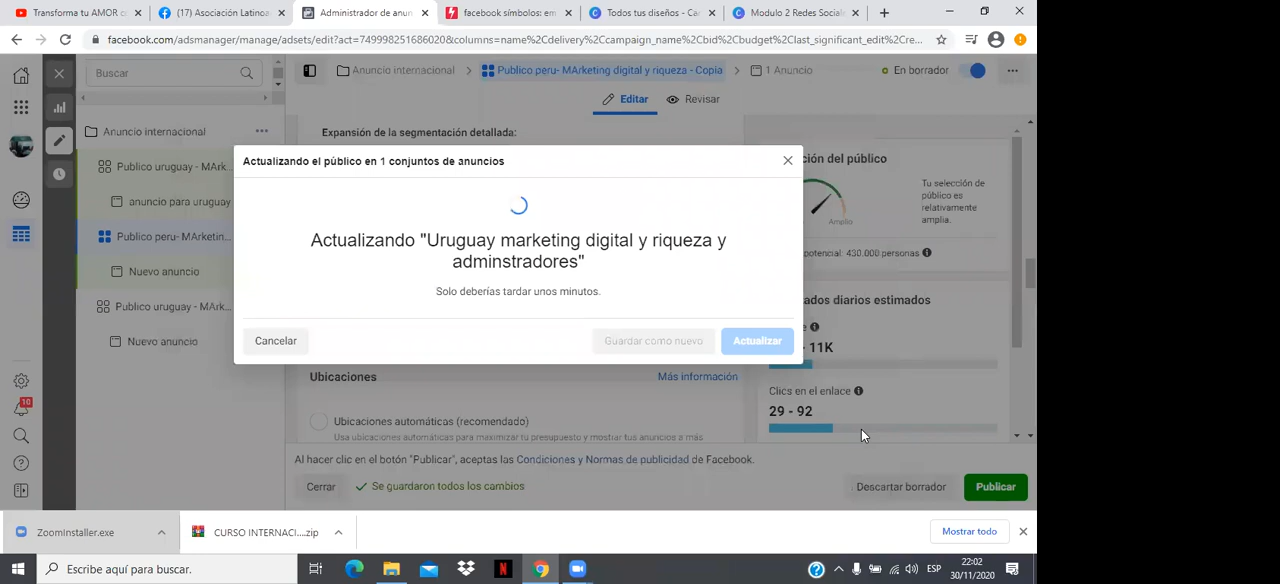 Transforma tu AMOR c
(17) Asociación Latinoa
Administrador de anun
facebook símbolos: em
Todos tus diseños - Ca
Modulo 2 Redes Sociale
facebook.com/adsmanager/manage/adsets/edit?act=749998251686020&columns=name%2Cdelivery%2Ccampaign_name%2Cbid%2Cbudget%2Clast_significant_edit%2Cre...
Buscar
Anuncio internacional
Publico peru- MArketing digital y riqueza - Copia
1 Anuncio
En borrador
Editar
Revisar
Anuncio internacional
Publico uruguay - MArk...
anuncio para uruguay
Publico peru- MArketin...
Nuevo anuncio
Publico uruguay - MArk...
Nuevo anuncio
Expansión de la segmentación detallada:
Actualizando el público en 1 conjuntos de anuncios
Actualizando "Uruguay marketing digital y riqueza y
adminstradores"
Solo deberías tardar unos minutos.
Cancelar
Guardar como nuevo
Actualizar
ción del público
Amplio
Tu selección de
público es
relativamente
amplia.
potencial: 430.000 personas
ados diarios estimados
- 11K
Clics en el enlace
29 - 92
Ubicaciones
Más información
Ubicaciones automáticas (recomendado)
Usa ubicaciones automáticas para maximizar tu presupuesto y mostrar tus anuncios a más
Al hacer clic en el botón "Publicar", aceptas las Condiciones y Normas de publicidad de Facebook.
Cerrar
Se guardaron todos los cambios
Descartar borrador
Publicar
10
ZoomInstaller.exe
CURSO INTERNACI....zip
Mostrar todo
Escribe aquí para buscar.
ESP
22:02
30/11/2020